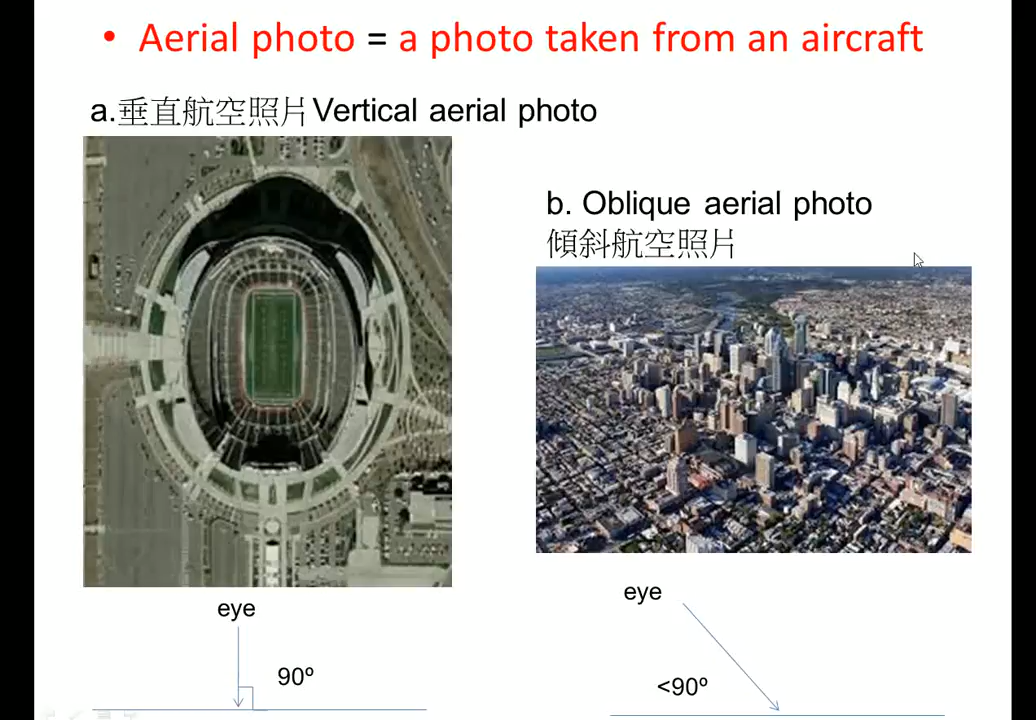 • Aerial photo = a photo taken from an aircraft
a.垂直航空照片Vertical aerial photo
b. Oblique aerial photo
傾斜航空照片
eye
90º
eye
<90º